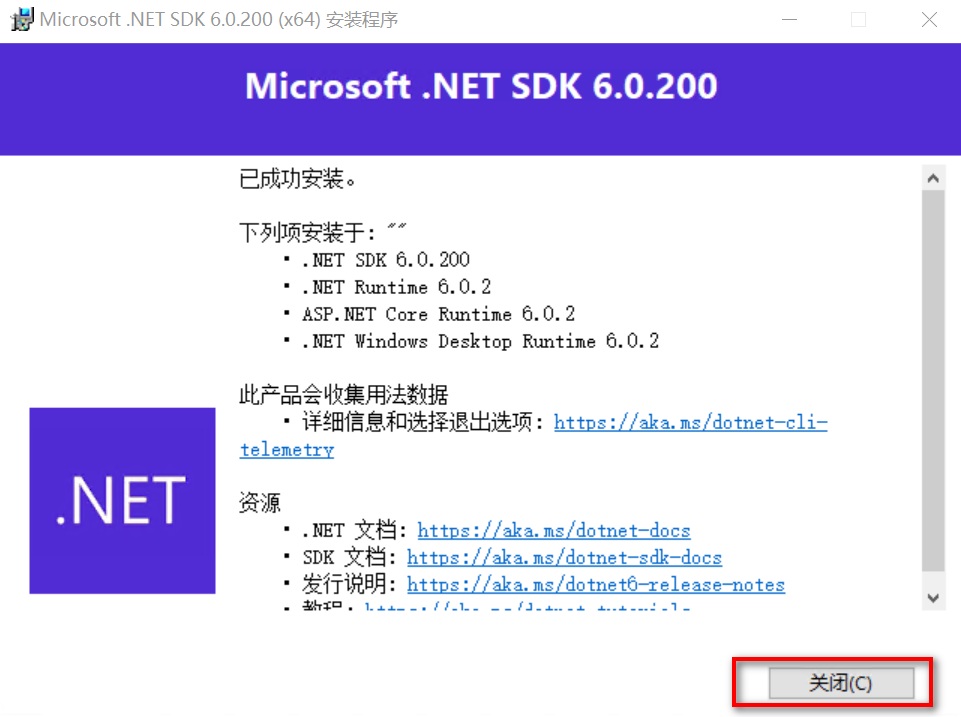 Microsoft .NET SDK 6.0.200 (x64) 安装程序
Microsoft .NET SDK 6.0.200
已成功安装。
下列项安装于: ""
· .NET SDK 6.0.200
· .NET Runtime 6.0.2
· ASP.NET Core Runtime 6.0.2
· .NET Windows Desktop Runtime 6.0.2
此产品会收集用法数据
· 详细信息和选择退出选项: https://aka.ms/dotnet-cli-
telemetry
.NET
资源
· .NET 文档: https://aka.ms/dotnet-docs
· SDK 文档: https://aka.ms/dotnet-sdk-docs
· 发行说明: https://aka.ms/dotnet6-release-notes
· 教程: https://aka.ms/dotnet-tutorials
关闭(C)